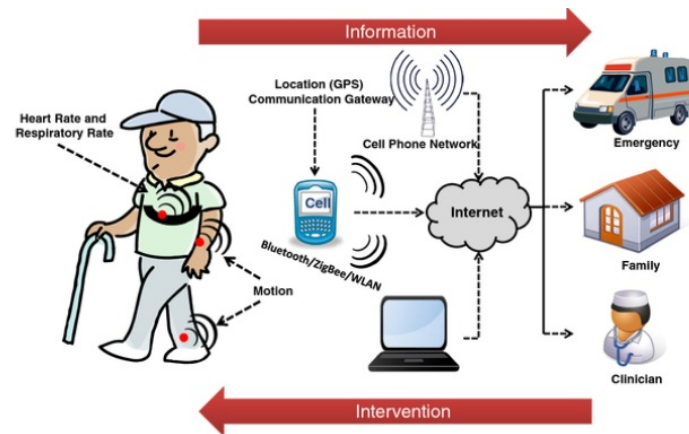 Information
Location (GPS)
Communication Gateway
Heart Rate and
Respiratory Rate
Cell Phone Network
Emergency
Cell
Internet
Bluetooth/ZigBee/WLAN
Family
Motion
Clinician
Intervention